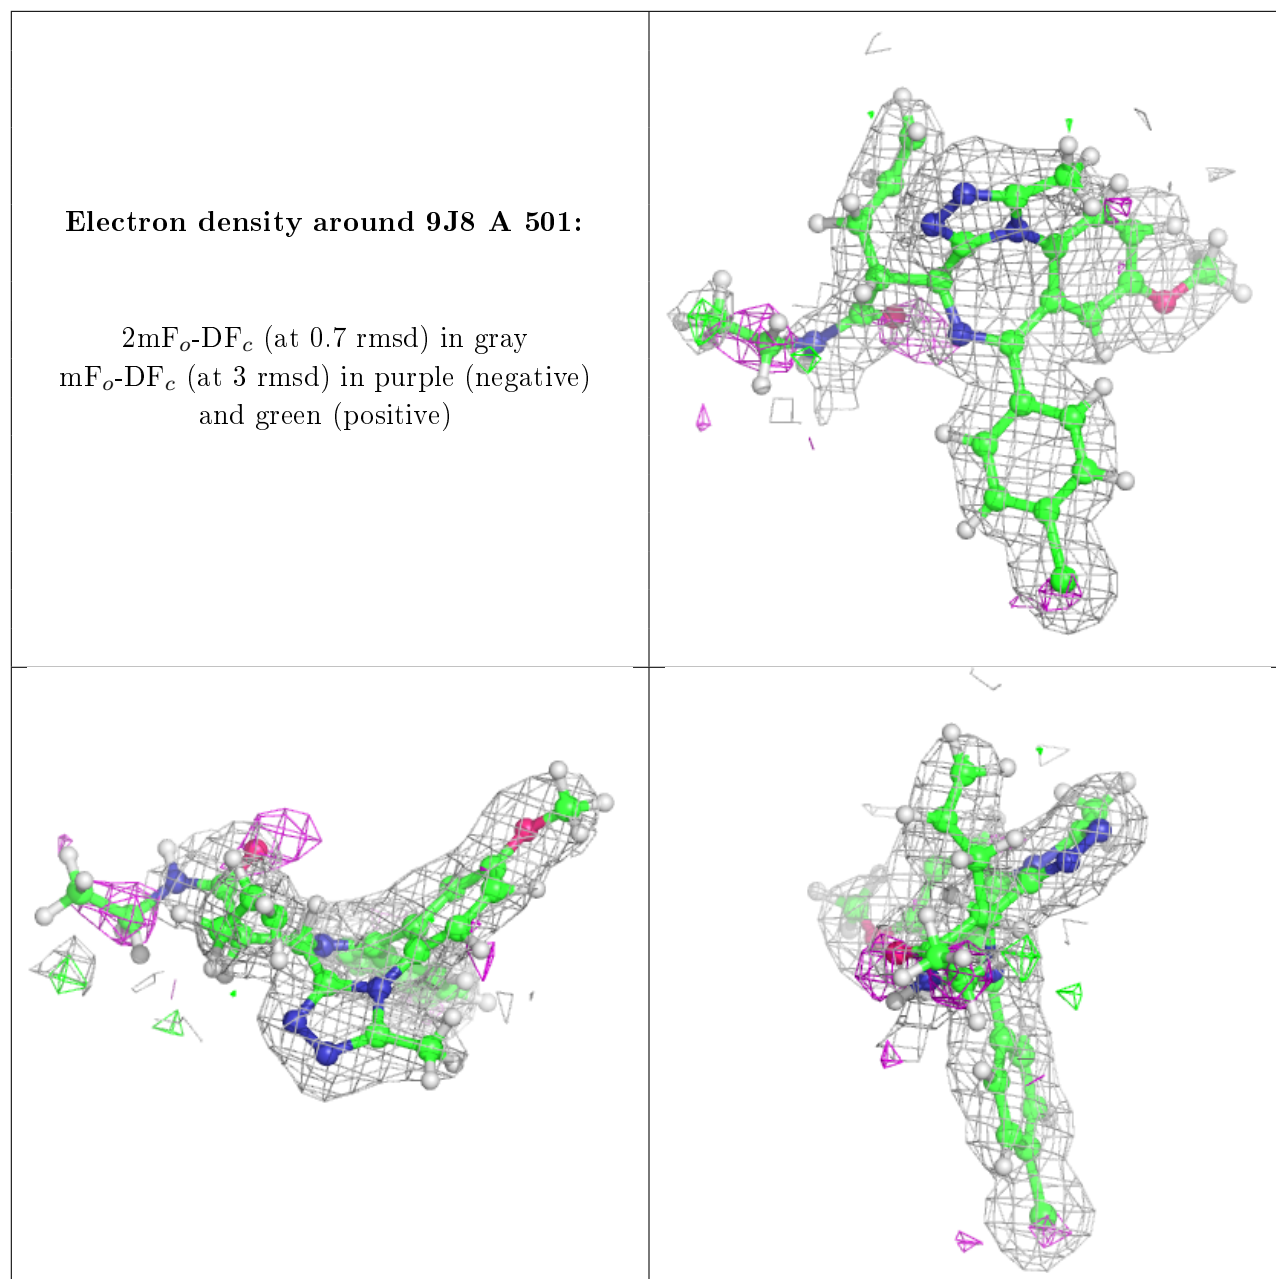 Electron density around 9J8 A 501:
2mFₒ-DF𝒸 (at 0.7 rmsd) in gray
mFₒ-DF𝒸 (at 3 rmsd) in purple (negative)
and green (positive)